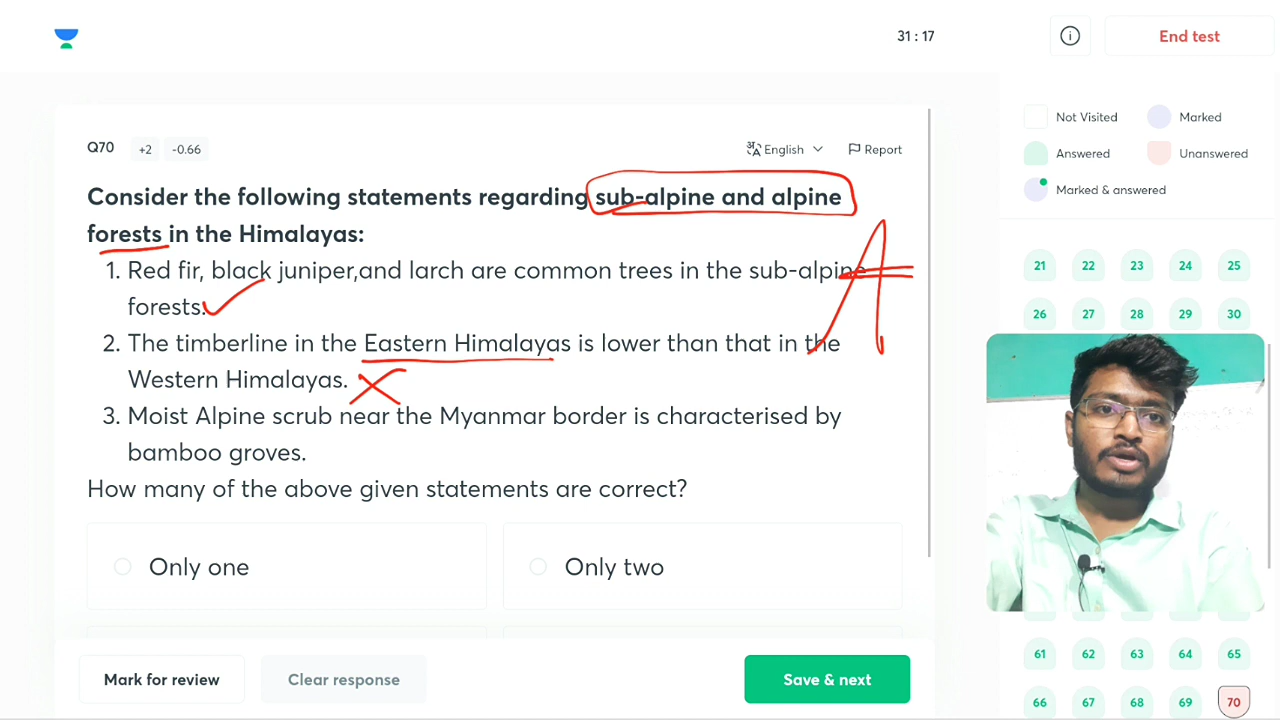 31 : 17
End test
Q70 +2 -0.66 English Report
Consider the following statements regarding sub-alpine and alpine
forests in the Himalayas:
1. Red fir, black juniper,and larch are common trees in the sub-alpine
forests.
2. The timberline in the Eastern Himalayas is lower than that in the
Western Himalayas.
3. Moist Alpine scrub near the Myanmar border is characterised by
bamboo groves.
How many of the above given statements are correct?
Only one Only two
Mark for review Clear response Save & next
Not Visited Marked
Answered Unanswered
Marked & answered
21 22 23 24 25
26 27 28 29 30
61 62 63 64 65
66 67 68 69 70
A